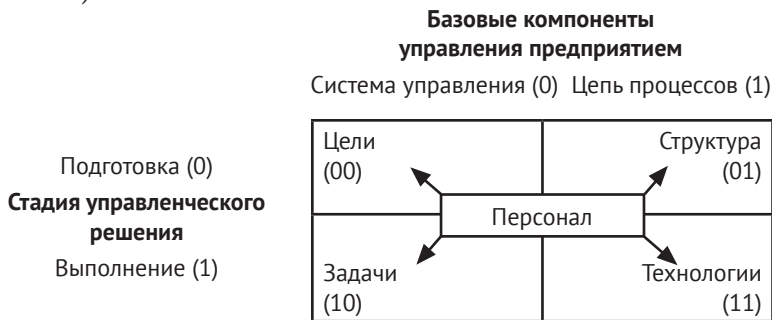 Базовые компоненты
управления предприятием
Система управления (0) Цепь процессов (1)
Цели
(00)
Структура
(01)
Подготовка (0)
Стадия управленческого
решения
Выполнение (1)
Персонал
Задачи
(10)
Технологии
(11)